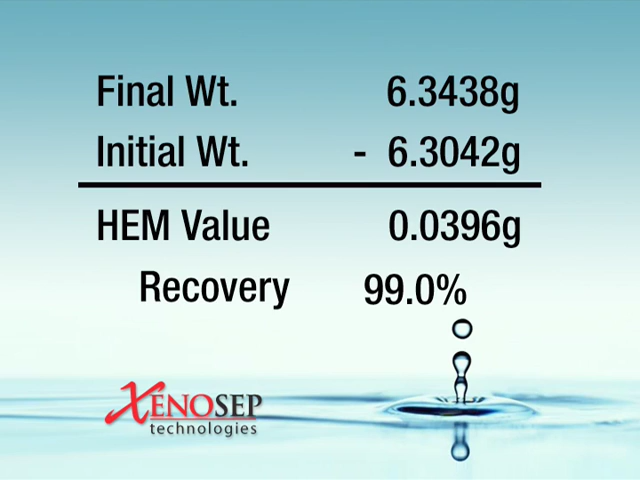 Final Wt. 6.3438g
Initial Wt. - 6.3042g
HEM Value 0.0396g
Recovery 99.0%
XENOSEP
technologies